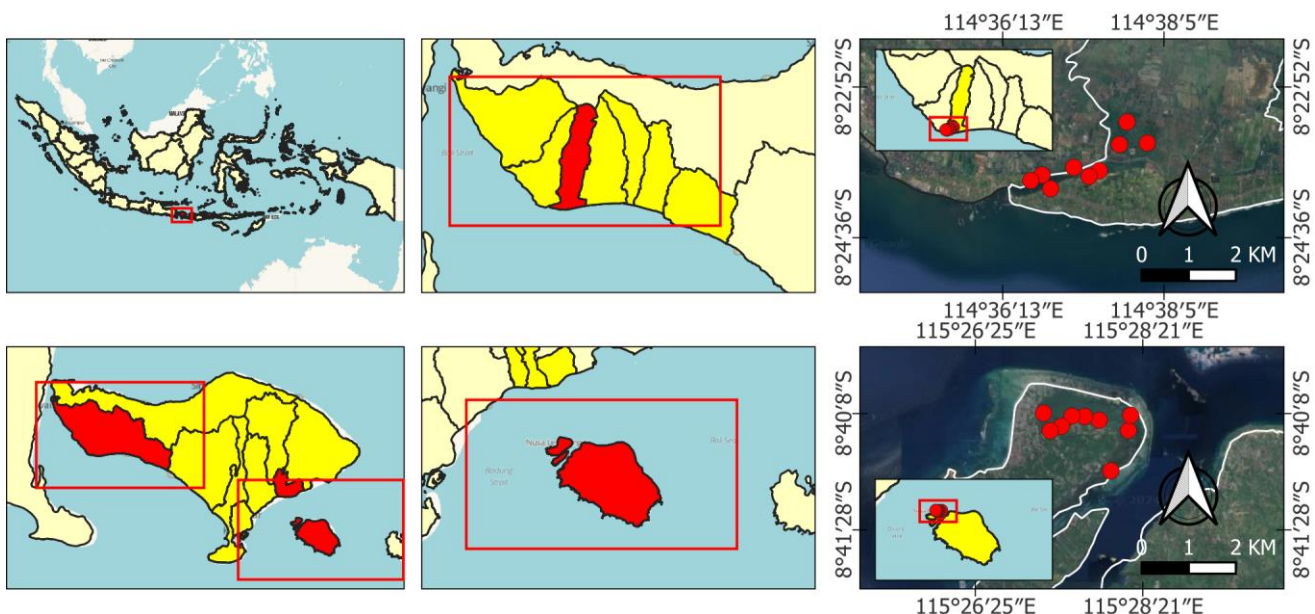 114°36′13″E 114°38′5″E
8°22′52″S 8°22′52″S
8°24′36″S 8°24′36″S
0 1 2 KM
114°36′13″E 114°38′5″E
115°26′25″E 115°28′21″E
8°40′8″S 8°40′8″S
8°41′28″S 8°41′28″S
0 1 2 KM
115°26′25″E 115°28′21″E